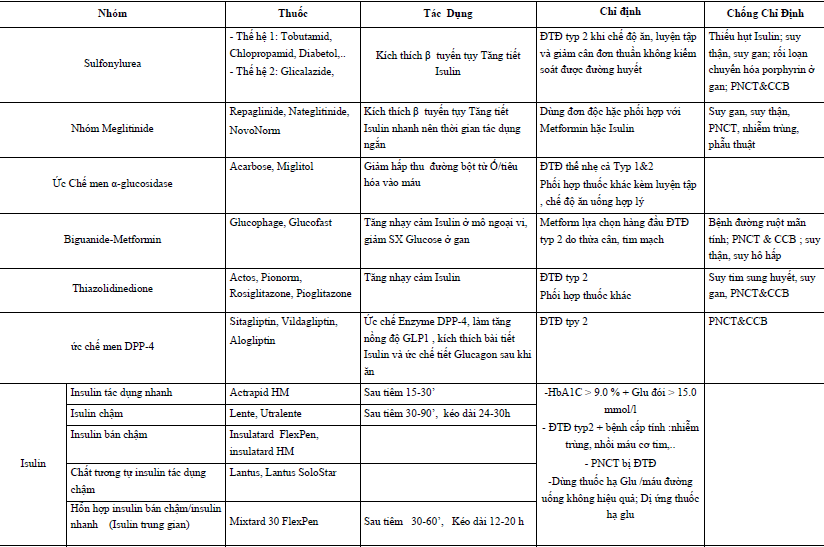 Nhóm
Thuốc
Tác Dụng
Chỉ định
Chống Chỉ Định
Sulfonylurea
- Thế hệ 1: Tobutamid,
Chlopropamid, Diabetol,..
- Thế hệ 2: Glicalazide,
Kích thích β tuyến tụy Tăng tiết
Isulin
ĐTĐ typ 2 khi chế độ ăn, luyện tập
và giảm cân đơn thuần không kiểm
soát được đường huyết
Thiếu hụt Isulin; suy
thận, suy gan; rối loạn
chuyển hóa porphyrin ở
gan; PNCT&CCB
Nhóm Meglitinide
Repaglinide, Nateglitinide,
NovoNorm
Kích thích β tuyến tụy Tăng tiết
Isulin nhanh nên thời gian tác dụng
ngắn
Dùng đơn độc hặc phối hợp với
Metformin hặc Isulin
Suy gan, suy thận,
PNCT, nhiễm trùng,
phẫu thuật
Ức Chế men α-glucosidase
Acarbose, Miglitol
Giảm hấp thu đường bột từ Ố/tiêu
hóa vào máu
ĐTĐ thể nhẹ cả Typ 1&2
Phối hợp thuốc khác kèm luyện tập
, chế độ ăn uống hợp lý
Biguanide-Metformin
Glucophage, Glucofast
Tăng nhạy cảm Isulin ở mô ngoại vi,
giảm SX Glucose ở gan
Metform lựa chọn hàng đầu ĐTĐ
typ 2 do thừa cân, tim mạch
Bệnh đường ruột mãn
tính; PNCT & CCB ; suy
thận, suy hô hấp
Thiazolidinedione
Actos, Pionorm,
Rosiglitazone, Pioglitazone
Tăng nhạy cảm Isulin
ĐTĐ typ 2
Phối hợp thuốc khác
Suy tim sung huyết, suy
gan, PNCT&CCB
ức chế men DPP-4
Sitagliptin, Vildagliptin,
Alogliptin
Ức chế Enzyme DPP-4, làm tăng
nồng độ GLP1 , kích thích bài tiết
Isulin và ức chế tiết Glucagon sau khi
ăn
ĐTĐ tpy 2
PNCT&CCB
Isulin
Insulin tác dụng nhanh
Actrapid HM
Sau tiêm 15-30’
Isulin chậm
Lente, Utralente
Sau tiêm 30-90’, kéo dài 24-30h
Insulin bán chậm
Insulatard FlexPen,
insulatard HM
Chất tương tự insulin tác dụng
chậm
Lantus, Lantus SoloStar
Hỗn hợp insulin bán chậm/insulin
nhanh (Isulin trung gian)
Mixtard 30 FlexPen
Sau tiêm 30-60’, Kéo dài 12-20 h
-HbA1C > 9.0 % + Glu đói > 15.0
mmol/l
- ĐTĐ typ2 + bệnh cấp tính :nhiễm
trùng, nhồi máu cơ tim,..
- PNCT bị ĐTĐ
-Dùng thuốc hạ Glu /máu đường
uống không hiệu quả; Dị ứng thuốc
hạ glu